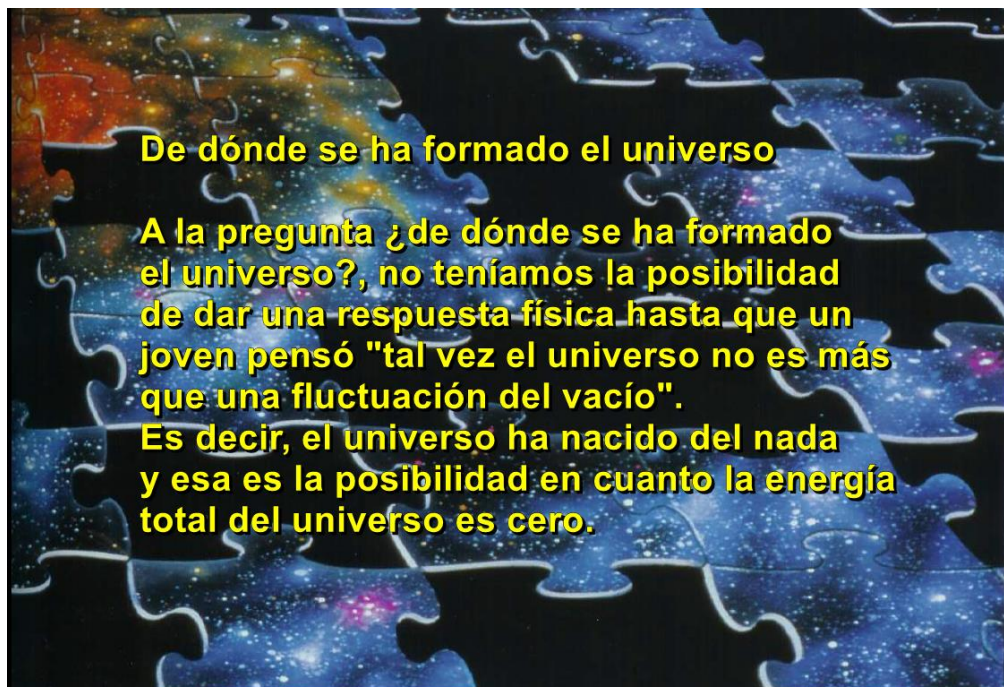 De dónde se ha formado el universo
A la pregunta ¿de dónde se ha formado
el universo?, no teníamos la posibilidad
de dar una respuesta física hasta que un
joven pensó "tal vez el universo no es más
que una fluctuación del vacío".
Es decir, el universo ha nacido del nada
y esa es la posibilidad en cuanto la energía
total del universo es cero.